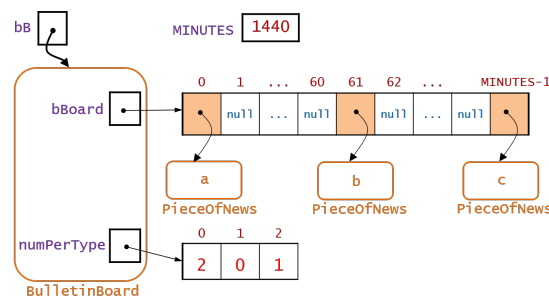 bB
MINUTES 1440
0 1 ... 60 61 62 ... MINUTES-1
bBoard null ... null null ... null
a b c
PieceOfNews PieceOfNews PieceOfNews
0 1 2
numPerType
2 0 1
BulletinBoard